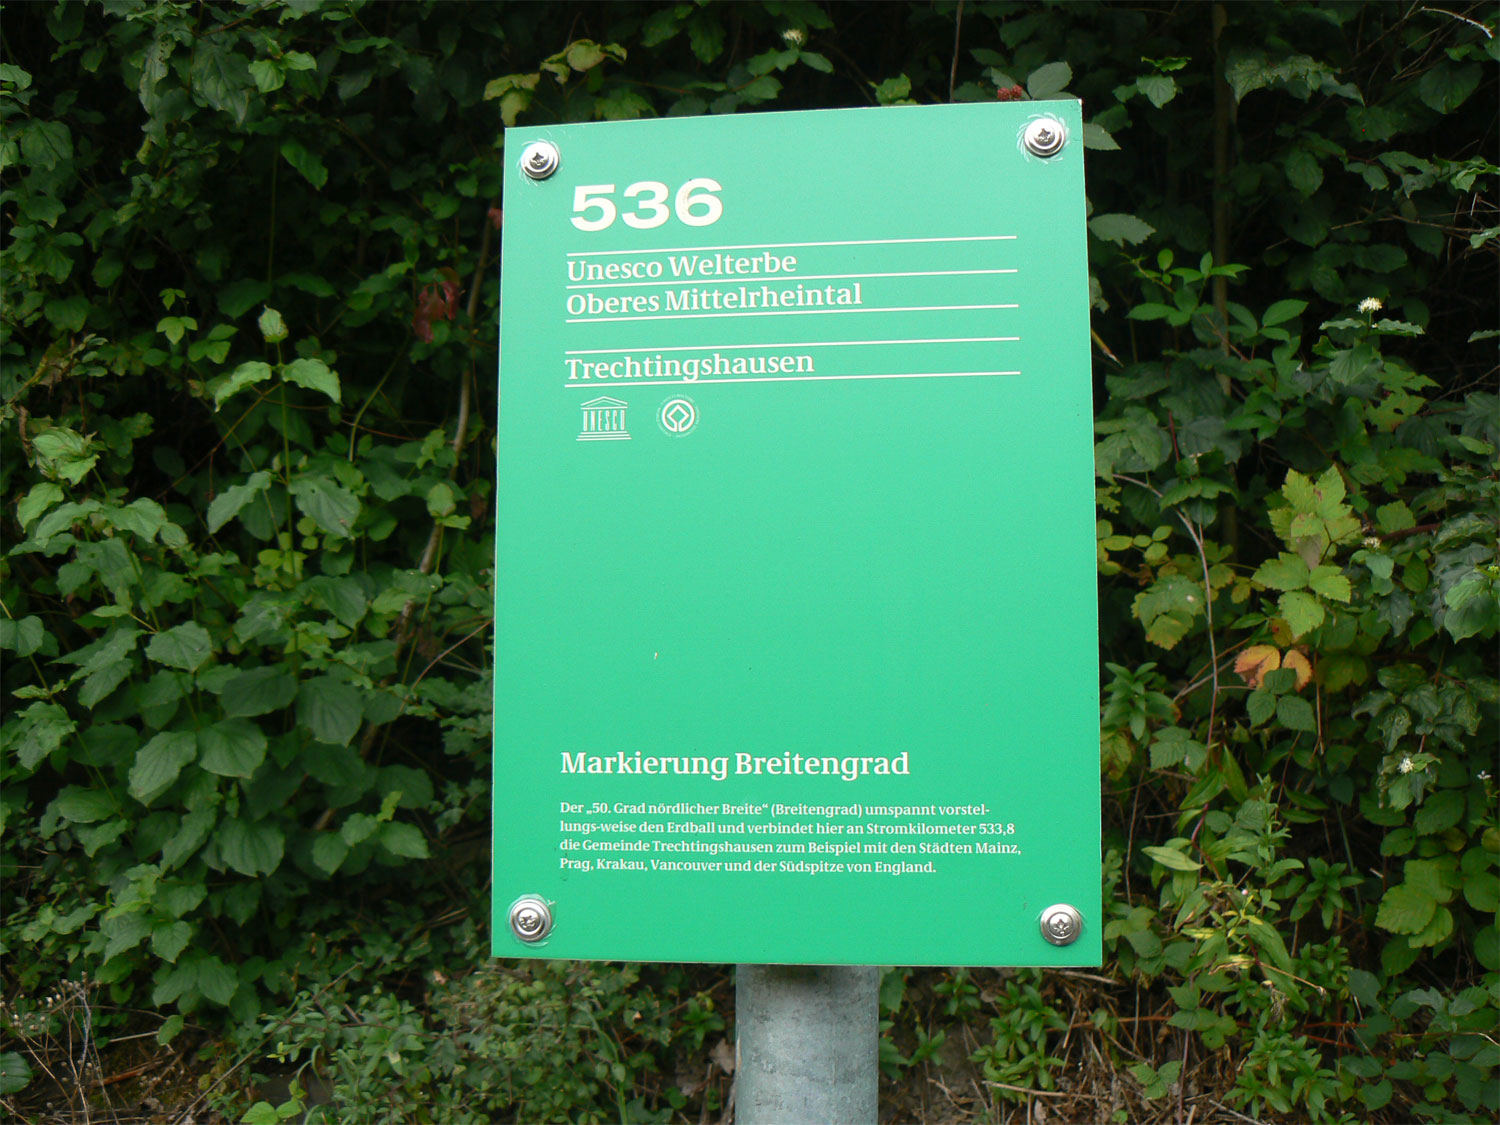 536
Unesco Welterbe
Oberes Mittelrheintal
Trechtingshausen
UNESCO
Markierung Breitengrad
Der „50. Grad nördlicher Breite“ (Breitengrad) umspannt vorstel-
lungs-weise den Erdball und verbindet hier an Stromkilometer 533,8
die Gemeinde Trechtingshausen zum Beispiel mit den Städten Mainz,
Prag, Krakau, Vancouver und der Südspitze von England.